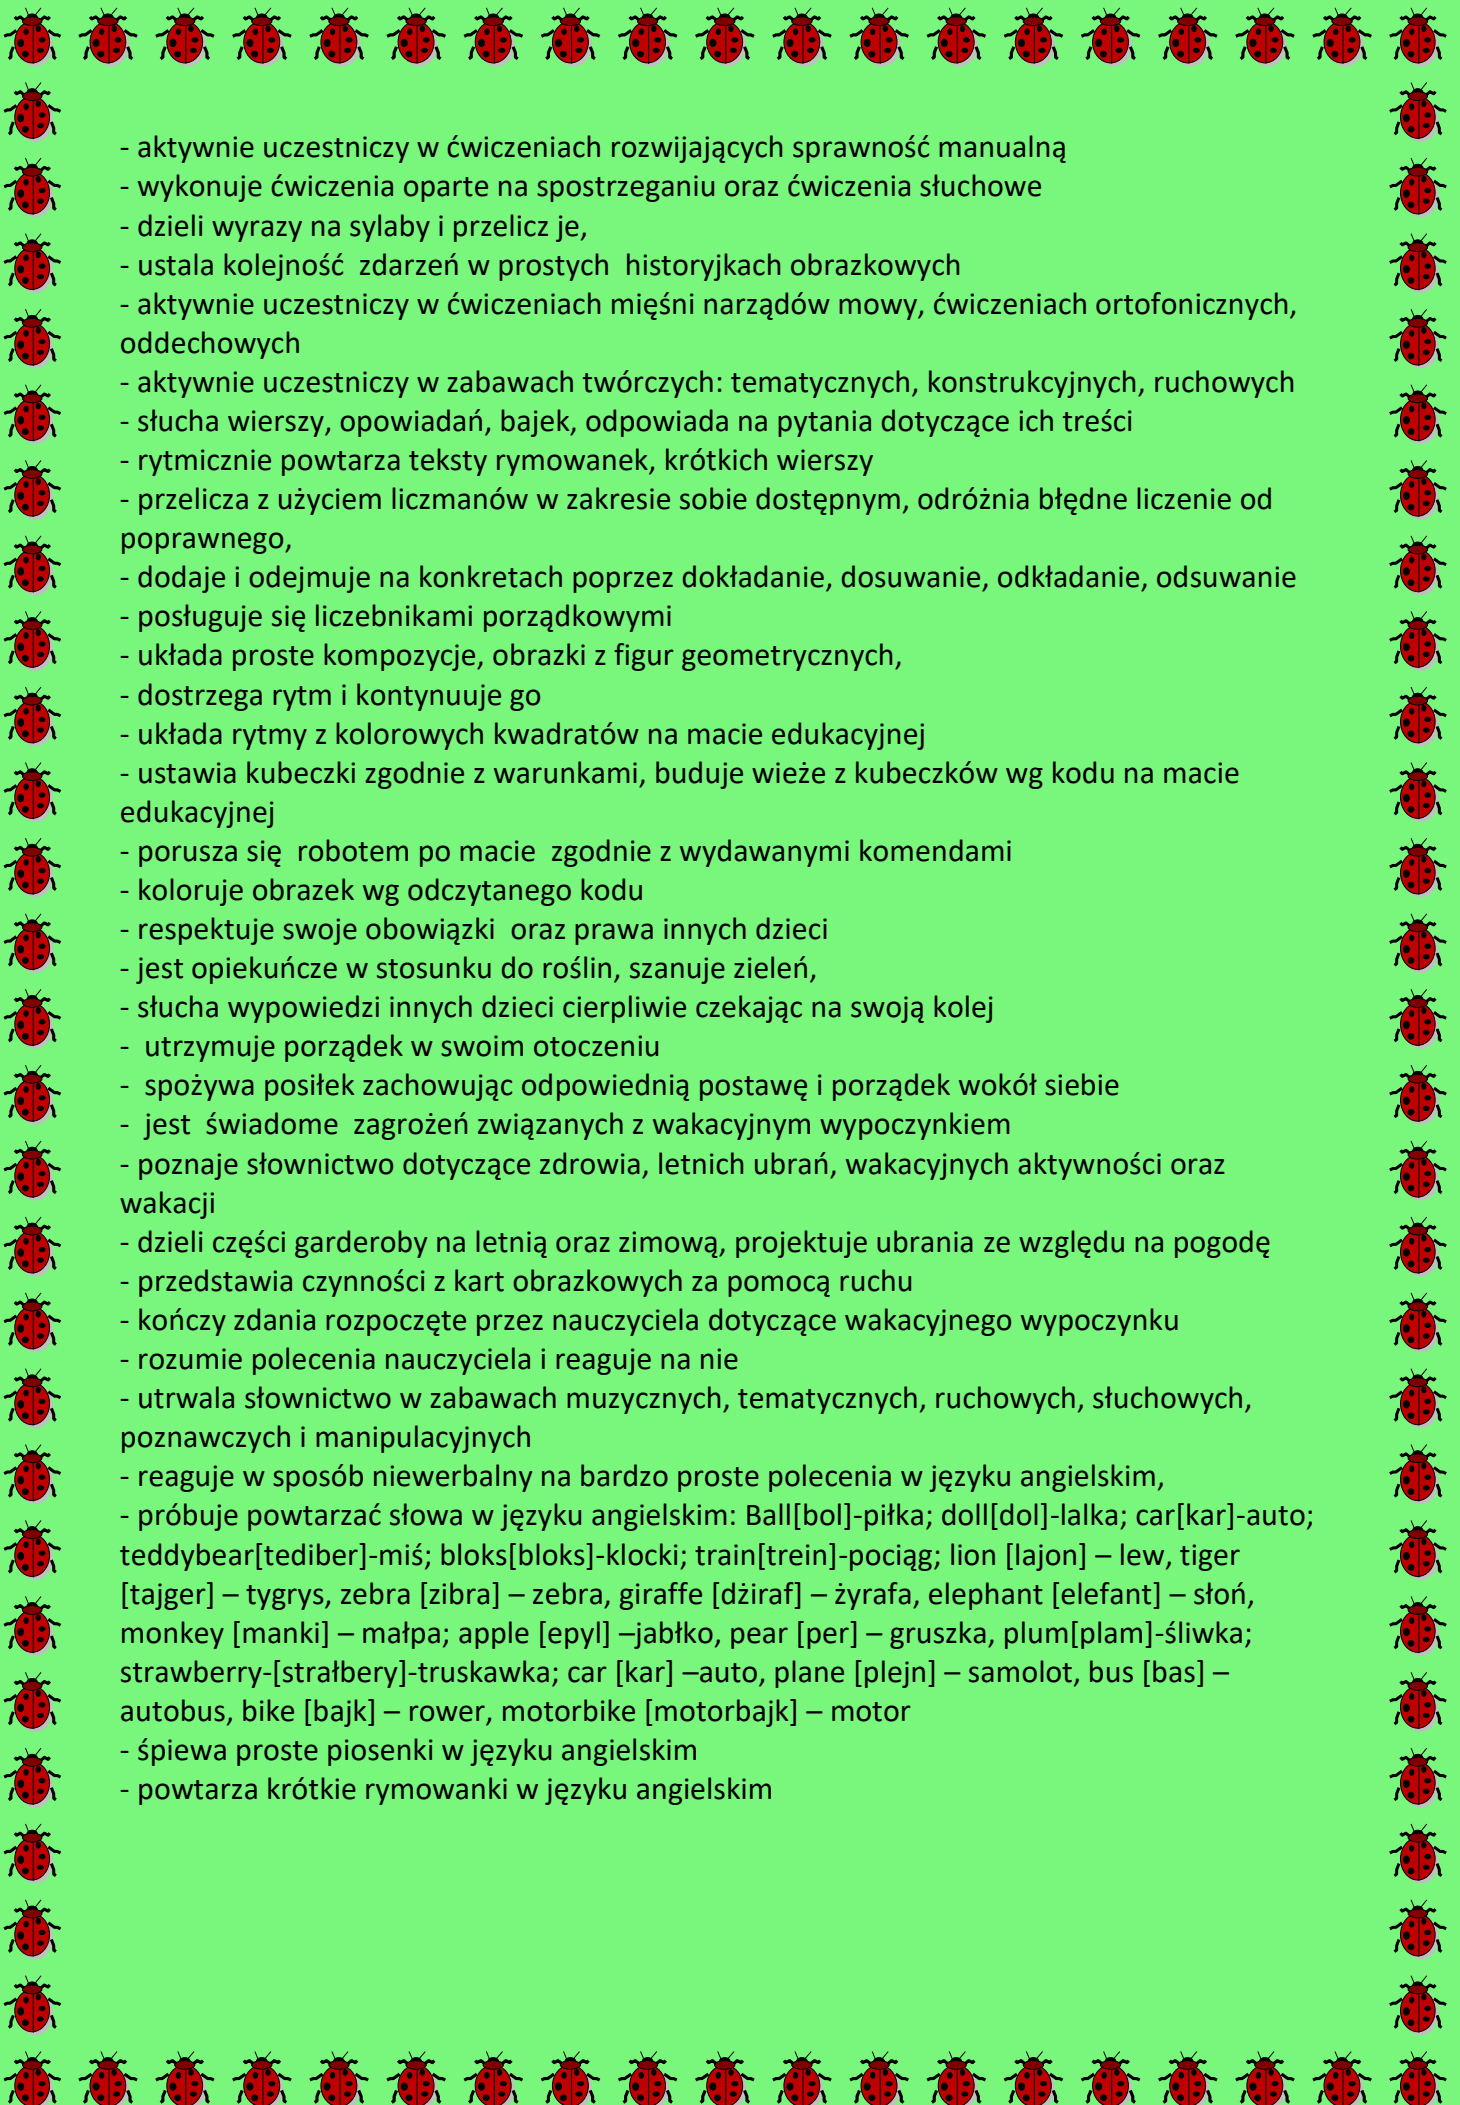 - aktywnie uczestniczy w ćwiczeniach rozwijających sprawność manualną
- wykonuje ćwiczenia oparte na spostrzeganiu oraz ćwiczenia słuchowe
- dzieli wyrazy na sylaby i przelicz je,
- ustala kolejność  zdarzeń w prostych  historyjkach obrazkowych
- aktywnie uczestniczy w ćwiczeniach mięśni narządów mowy, ćwiczeniach ortofonicznych,
oddechowych
- aktywnie uczestniczy w zabawach twórczych: tematycznych, konstrukcyjnych, ruchowych
- słucha wierszy, opowiadań, bajek, odpowiada na pytania dotyczące ich treści
- rytmicznie powtarza teksty rymowanek, krótkich wierszy
- przelicza z użyciem liczmanów w zakresie sobie dostępnym, odróżnia błędne liczenie od
poprawnego,
- dodaje i odejmuje na konkretach poprzez dokładanie, dosuwanie, odkładanie, odsuwanie
- posługuje się liczebnikami porządkowymi
- układa proste kompozycje, obrazki z figur geometrycznych,
- dostrzega rytm i kontynuuje go
- układa rytmy z kolorowych kwadratów na macie edukacyjnej
- ustawia kubeczki zgodnie z warunkami, buduje wieże z kubeczków wg kodu na macie
edukacyjnej
- porusza się  robotem po macie  zgodnie z wydawanymi komendami
- koloruje obrazek wg odczytanego kodu
- respektuje swoje obowiązki  oraz prawa innych dzieci
- jest opiekuńcze w stosunku do roślin, szanuje zieleń,
- słucha wypowiedzi innych dzieci cierpliwie czekając na swoją kolej
-  utrzymuje porządek w swoim otoczeniu
-  spożywa posiłek zachowując odpowiednią postawę i porządek wokół siebie
-  jest  świadome  zagrożeń związanych z wakacyjnym wypoczynkiem
- poznaje słownictwo dotyczące zdrowia, letnich ubrań, wakacyjnych aktywności oraz
wakacji
- dzieli części garderoby na letnią oraz zimową, projektuje ubrania ze względu na pogodę
- przedstawia czynności z kart obrazkowych za pomocą ruchu
- kończy zdania rozpoczęte przez nauczyciela dotyczące wakacyjnego wypoczynku
- rozumie polecenia nauczyciela i reaguje na nie
- utrwala słownictwo w zabawach muzycznych, tematycznych, ruchowych, słuchowych,
poznawczych i manipulacyjnych
- reaguje w sposób niewerbalny na bardzo proste polecenia w języku angielskim,
- próbuje powtarzać słowa w języku angielskim: Ball[bol]-piłka; doll[dol]-lalka; car[kar]-auto;
teddybear[tediber]-miś; bloks[bloks]-klocki; train[trein]-pociąg; lion [lajon] – lew, tiger
[tajger] – tygrys, zebra [zibra] – zebra, giraffe [dżiraf] – żyrafa, elephant [elefant] – słoń,
monkey [manki] – małpa; apple [epyl] –jabłko, pear [per] – gruszka, plum[plam]-śliwka;
strawberry-[strałbery]-truskawka; car [kar] –auto, plane [plejn] – samolot, bus [bas] –
autobus, bike [bajk] – rower, motorbike [motorbajk] – motor
- śpiewa proste piosenki w języku angielskim
- powtarza krótkie rymowanki w języku angielskim